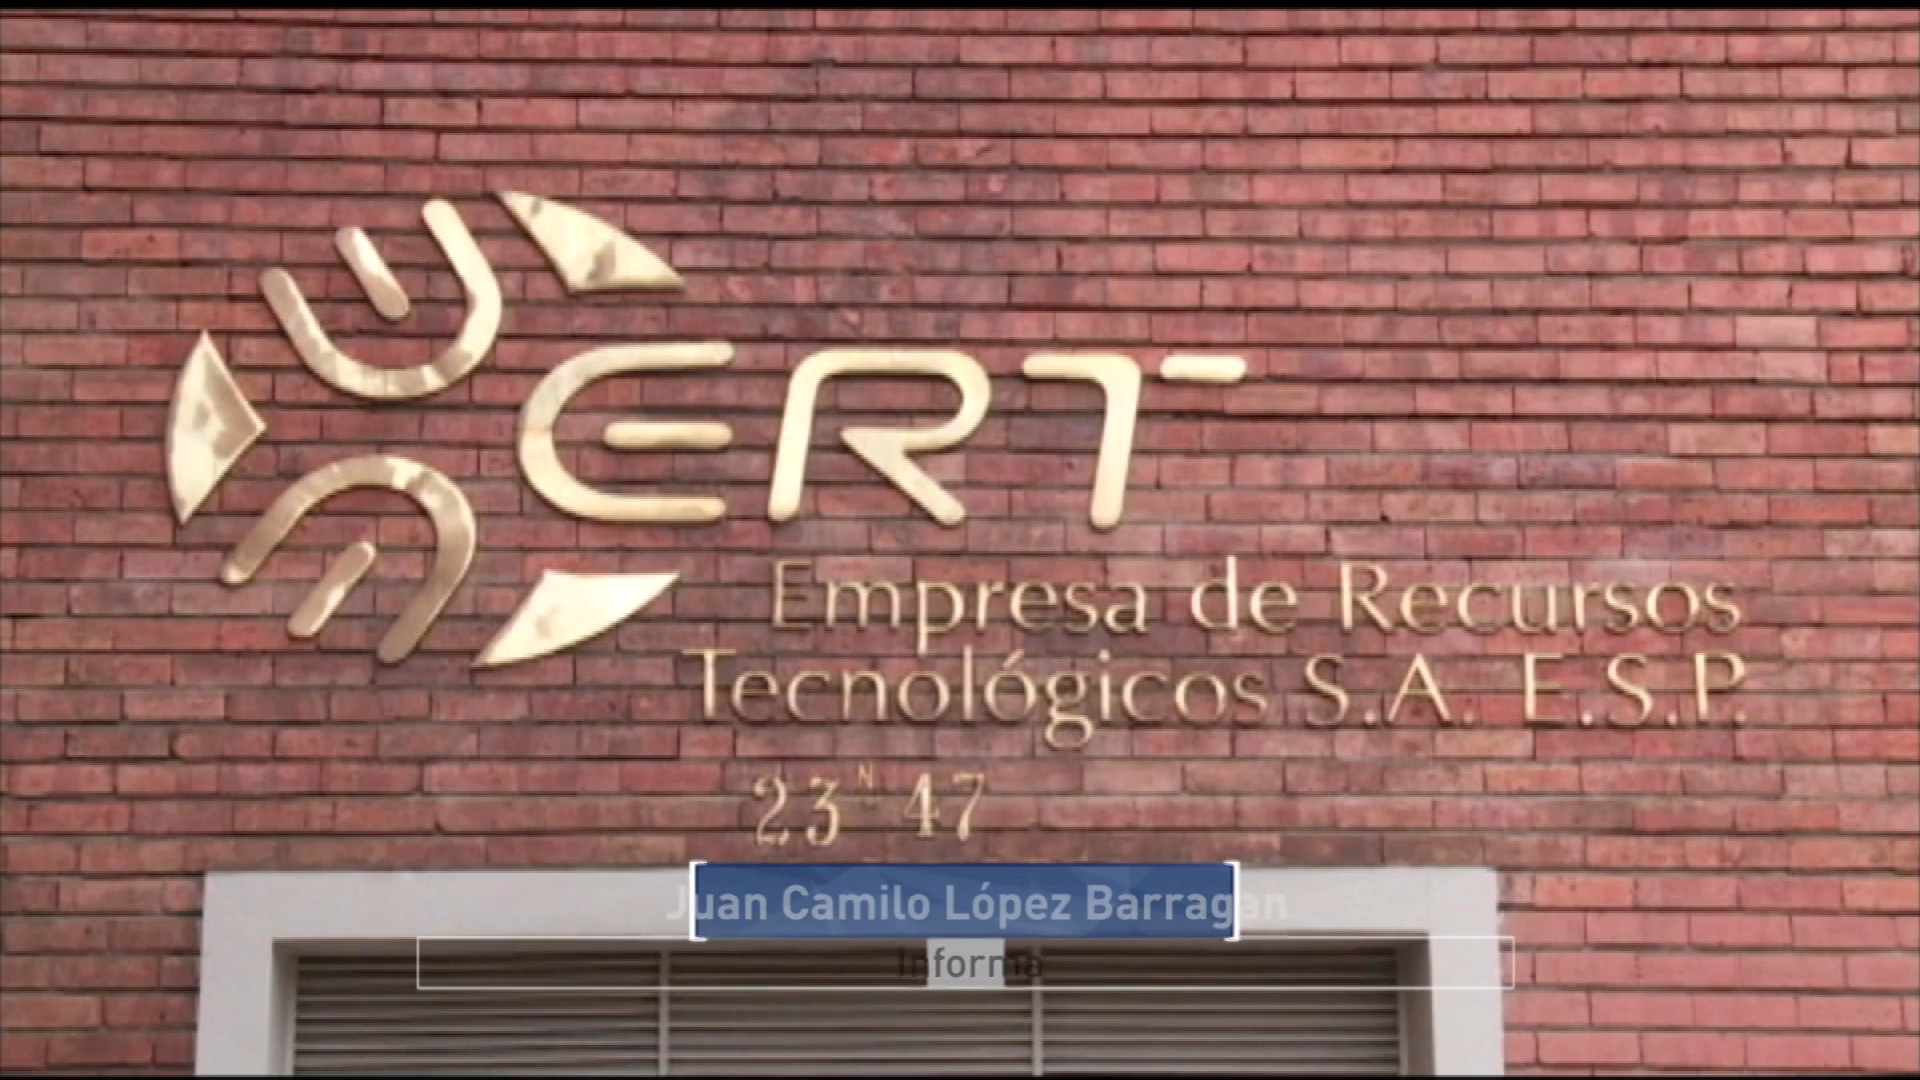 ERT
Empresa de Recursos
Tecnológicos S.A. E.S.P.
23 N 47
Juan Camilo López Barragan
Informa